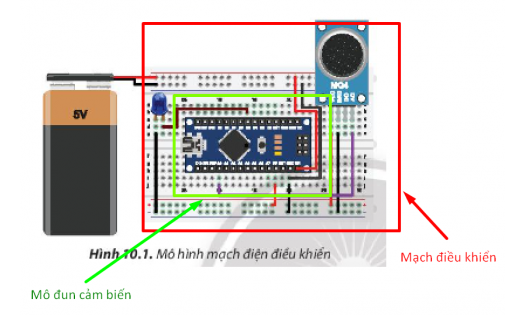 5V
MQ4
Hình 10.1. Mô hình mạch điện điều khiển
Mạch điều khiển
Mô đun cảm biến